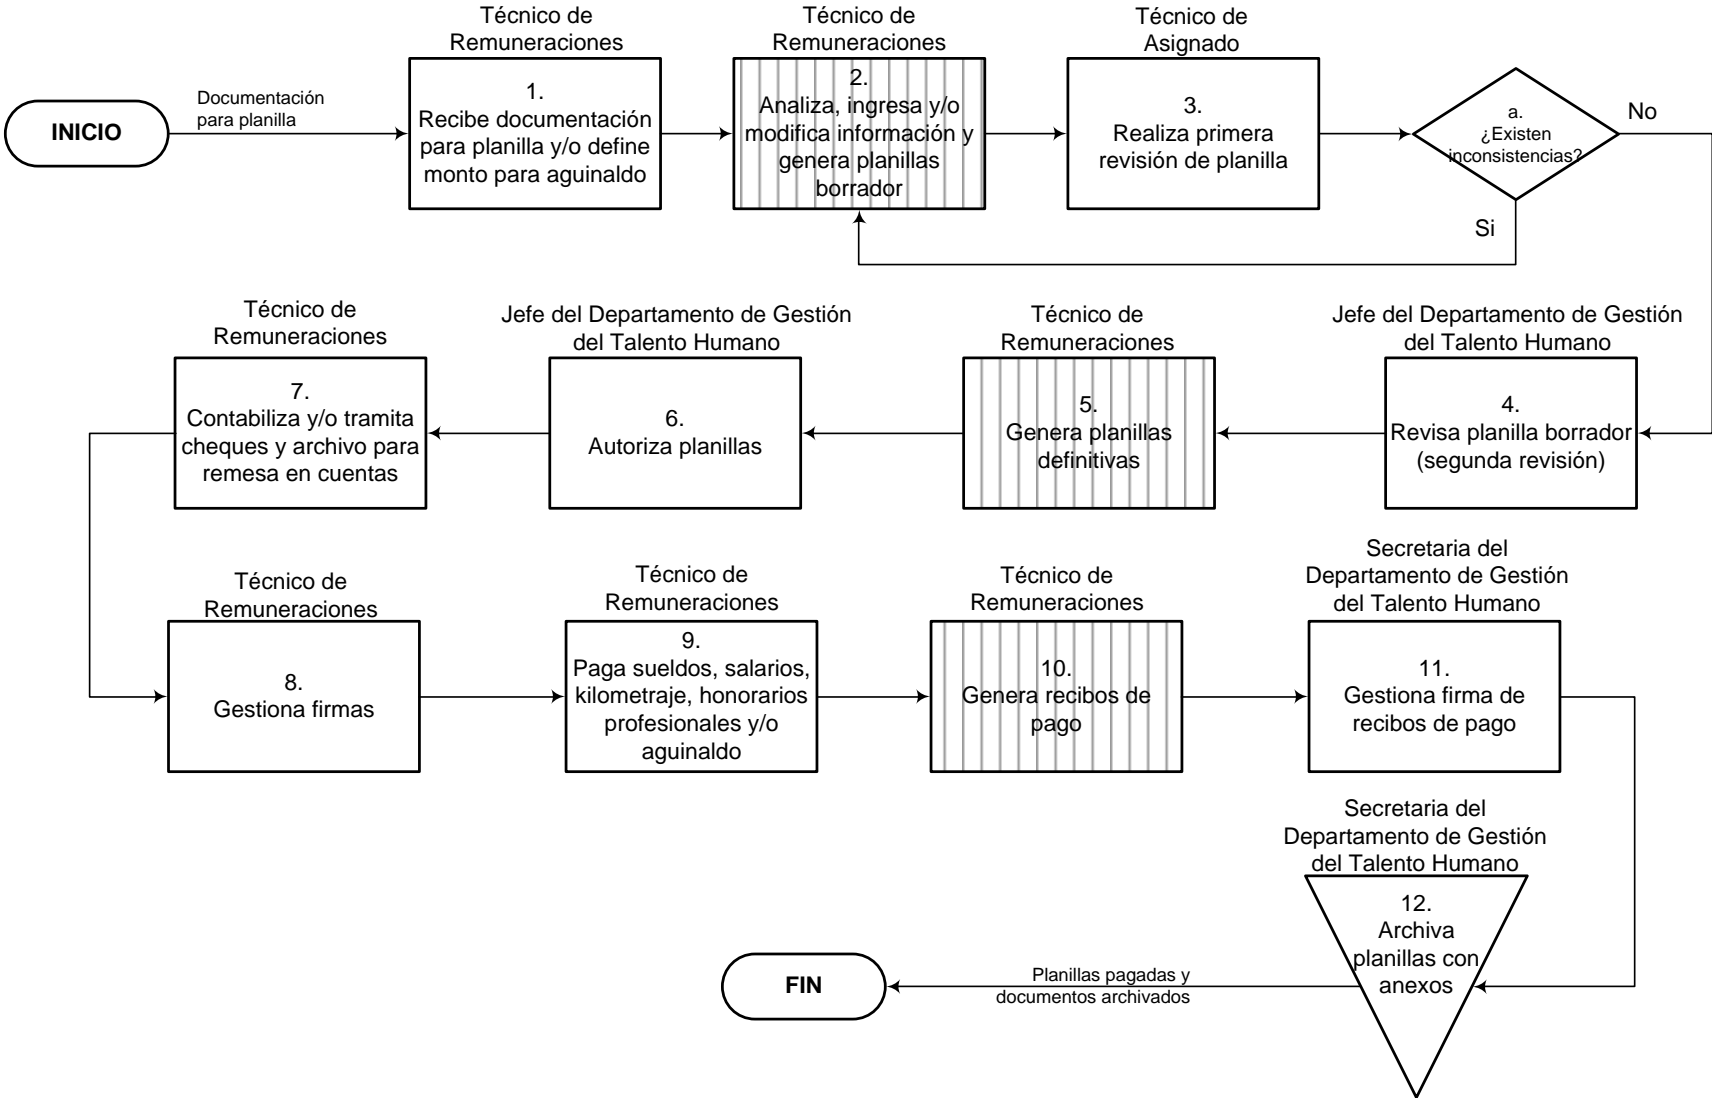 INICIO
Documentación
para planilla
Técnico de
Remuneraciones
1.
Recibe documentación
para planilla y/o define
monto para aguinaldo
Técnico de
Remuneraciones
2.
Analiza, ingresa y/o
modifica información y
genera planillas
borrador
Técnico de
Asignado
3.
Realiza primera
revisión de planilla
a.
¿Existen
inconsistencias?
No
Si
Jefe del Departamento de Gestión
del Talento Humano
4.
Revisa planilla borrador
(segunda revisión)
Técnico de
Remuneraciones
5.
Genera planillas
definitivas
Jefe del Departamento de Gestión
del Talento Humano
6.
Autoriza planillas
Técnico de
Remuneraciones
7.
Contabiliza y/o tramita
cheques y archivo para
remesa en cuentas
Técnico de
Remuneraciones
8.
Gestiona firmas
Técnico de
Remuneraciones
9.
Paga sueldos, salarios,
kilometraje, honorarios
profesionales y/o
aguinaldo
Técnico de
Remuneraciones
10.
Genera recibos de
pago
Secretaria del
Departamento de Gestión
del Talento Humano
11.
Gestiona firma de
recibos de pago
Secretaria del
Departamento de Gestión
del Talento Humano
12.
Archiva
planillas con
anexos
Planillas pagadas y
documentos archivados
FIN